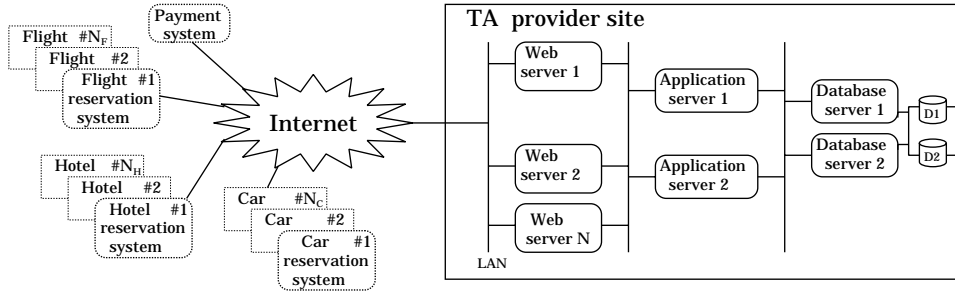 TA provider site
Payment
system
Flight #N_F
Flight #2
Flight #1
reservation
system
Internet
Hotel #N_H
Hotel #2
Hotel #1
reservation
system
Car #N_C
Car #2
Car #1
reservation
system
LAN
Web
server 1
Web
server 2
Web
server N
Application
server 1
Application
server 2
Database
server 1
Database
server 2
D1
D2